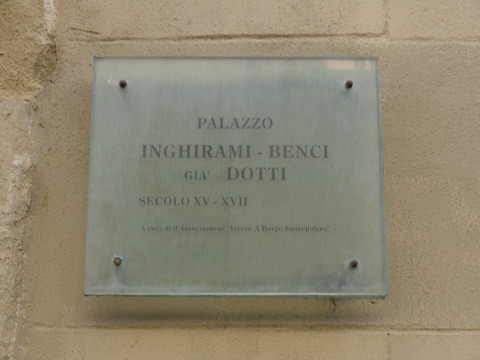 PALAZZO
INGHIRAMI - BENCI
GIA' DOTTI
SECOLO XV - XVII
A cura dell'Associazione "Vivere A Borgo Sansepolcro"